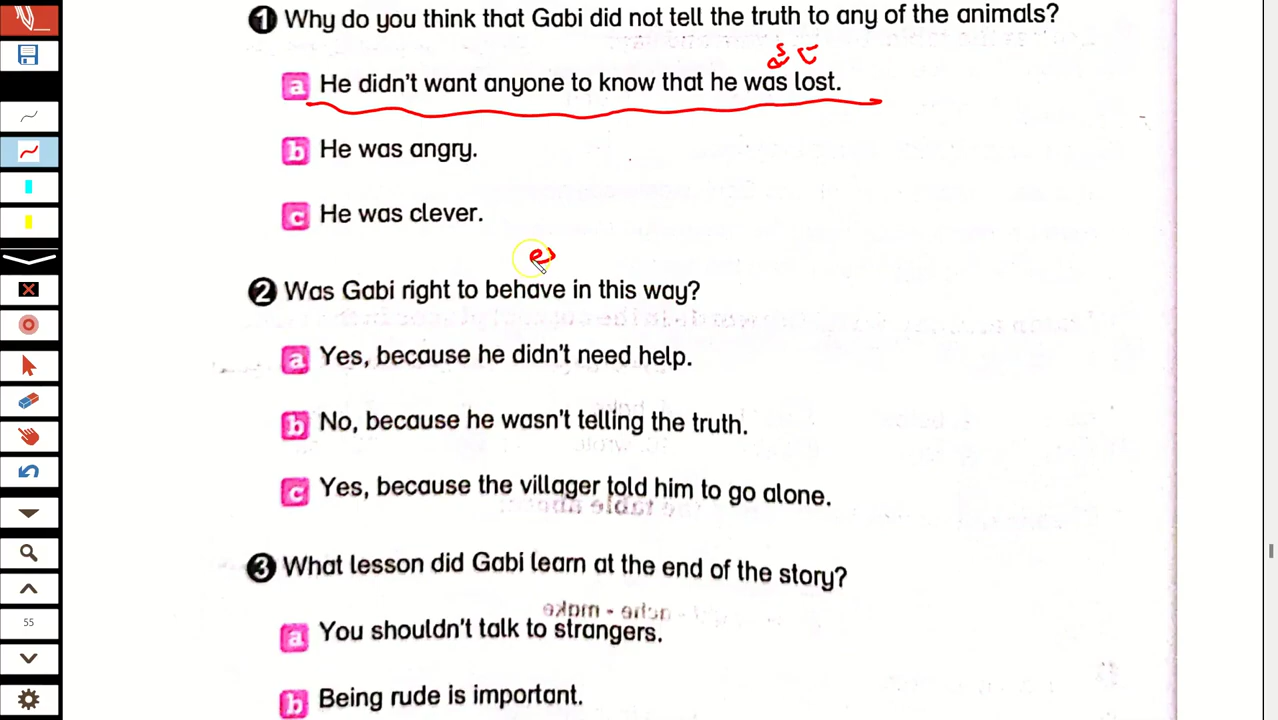 1 Why do you think that Gabi did not tell the truth to any of the animals?
a He didn't want anyone to know that he was lost.
b He was angry.
c He was clever.
2 Was Gabi right to behave in this way?
a Yes, because he didn't need help.
b No, because he wasn't telling the truth.
c Yes, because the villager told him to go alone.
3 What lesson did Gabi learn at the end of the story?
a You shouldn't talk to strangers.
b Being rude is important.
55